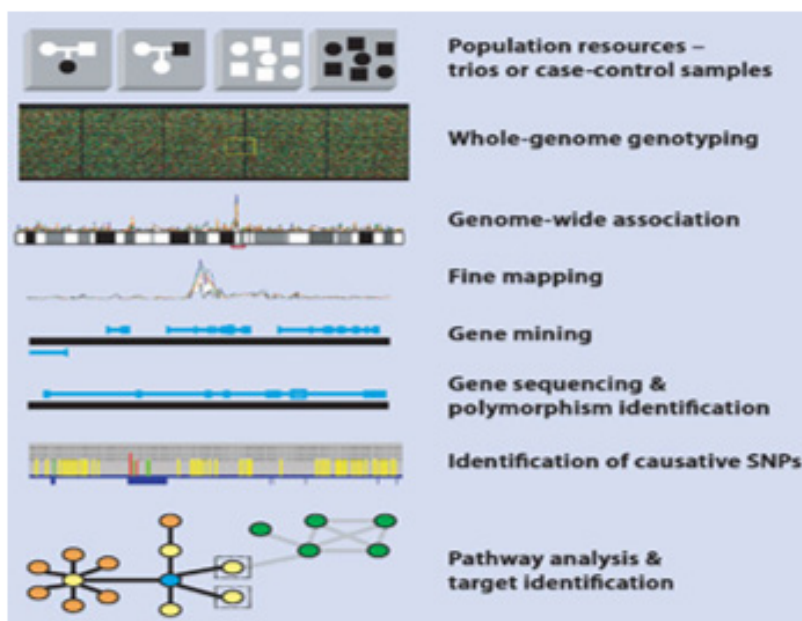 Population resources –
trios or case-control samples
Whole-genome genotyping
Genome-wide association
Fine mapping
Gene mining
Gene sequencing &
polymorphism identification
Identification of causative SNPs
Pathway analysis &
target identification